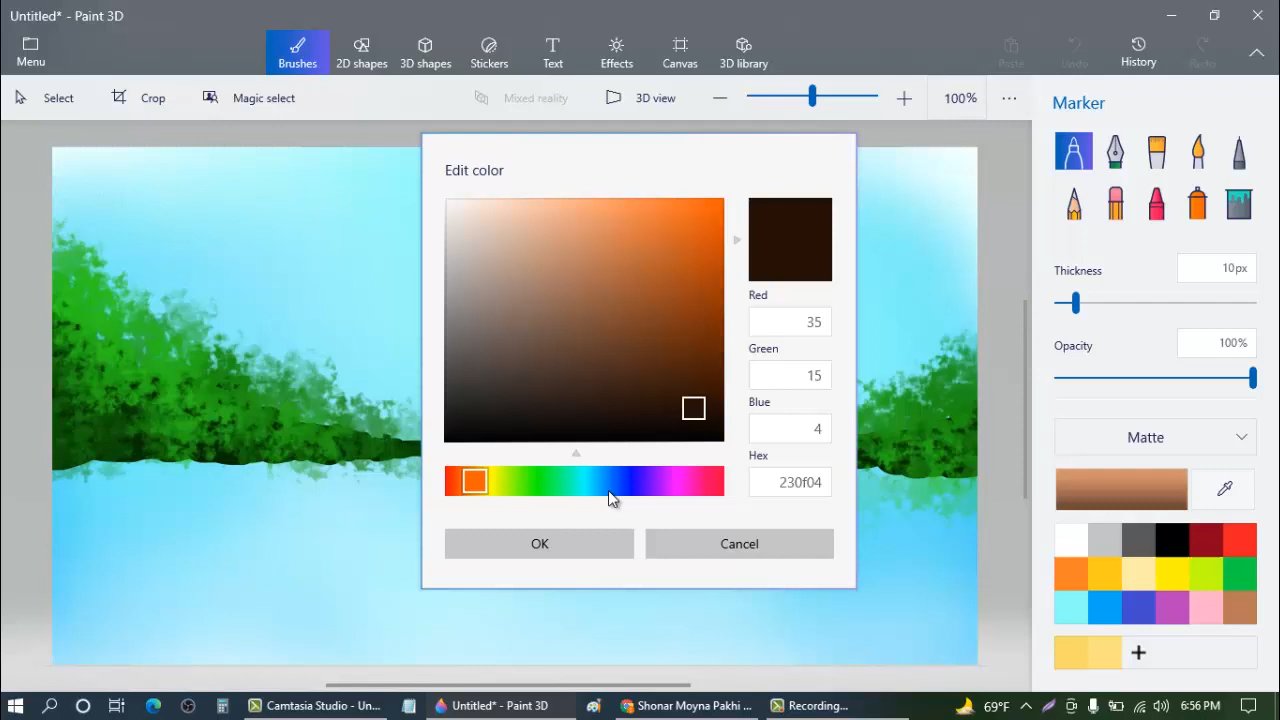 Untitled* - Paint 3D
Menu
Brushes
2D shapes
3D shapes
Stickers
Text
Effects
Canvas
3D library
Paste
Undo
History
Redo
Select
Crop
Magic select
Mixed reality
3D view
100%
Marker
Thickness
10px
Opacity
100%
Matte
Edit color
Red
35
Green
15
Blue
4
Hex
230f04
OK
Cancel
Camtasia Studio - Un...
Untitled* - Paint 3D
Shonar Moyna Pakhi ...
Recording...
69°F
6:56 PM